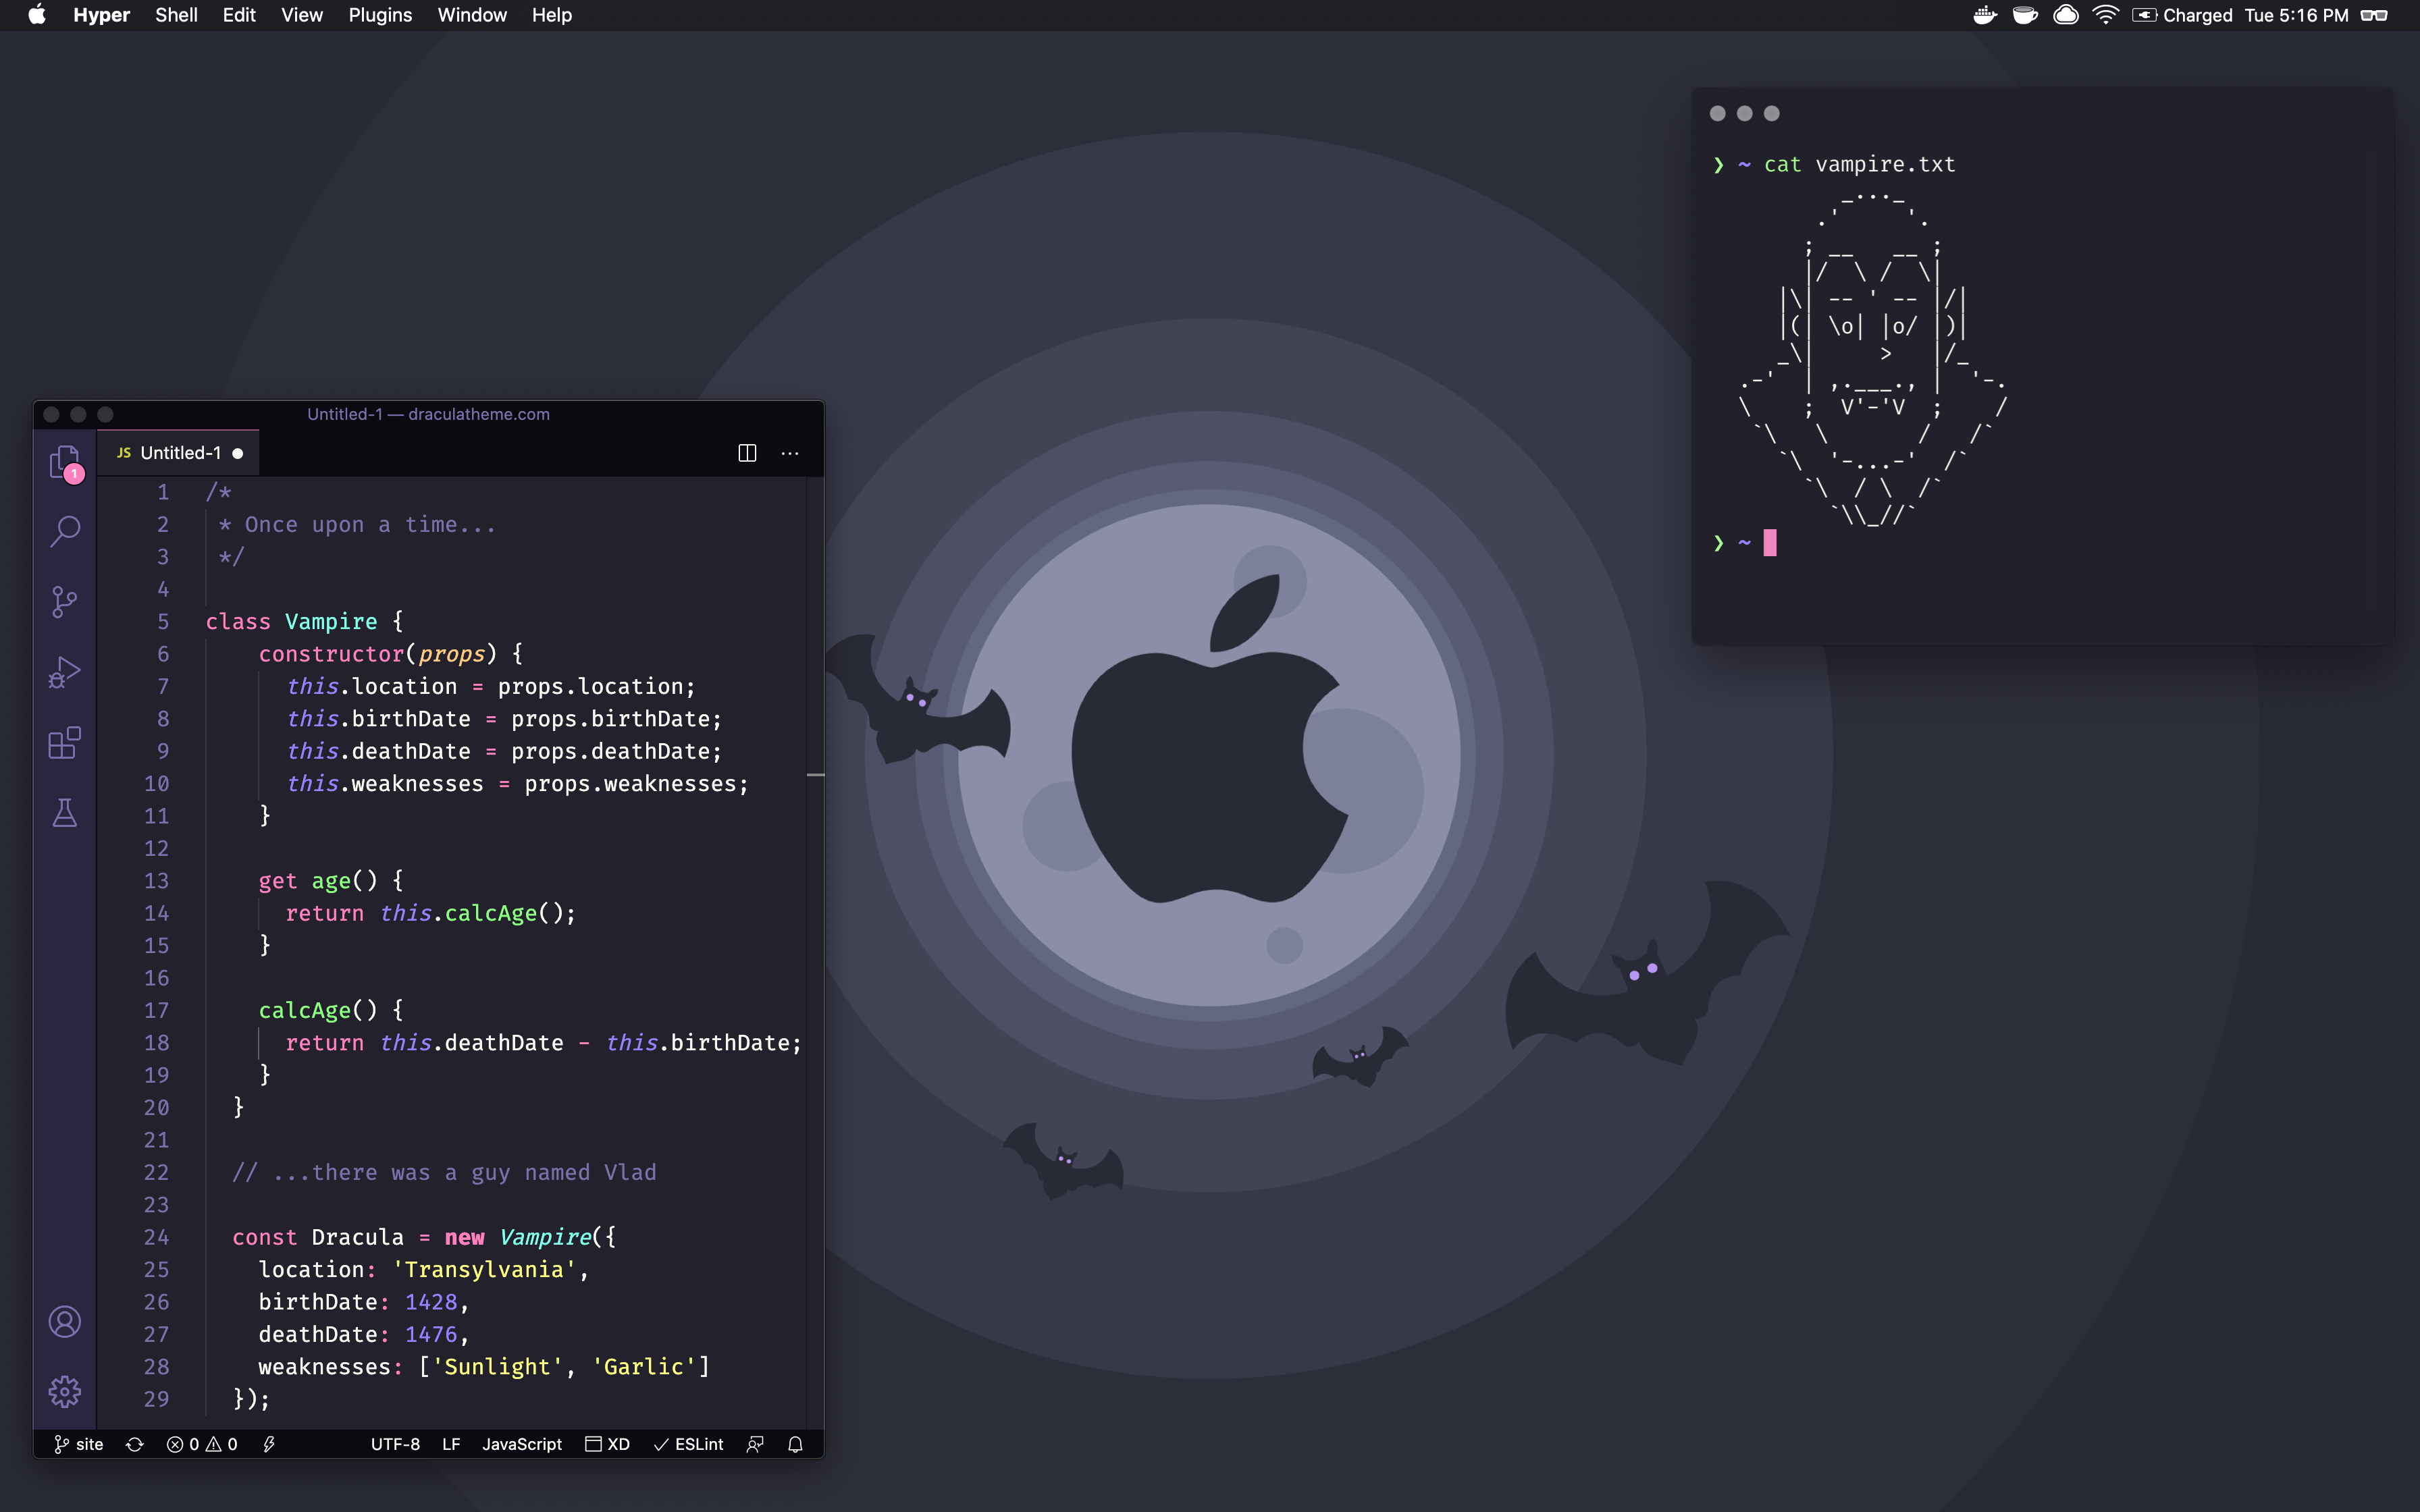 Hyper Shell Edit View Plugins Window Help Charged Tue 5:16 PM
❯ ~ cat vampire.txt
       _..._
     .'     '.
    ; __   __ ;
    |/  \ /  \|
  |\| -- ' -- |/|
  |(| \o| |o/ |)|
  _\|     >   |/_
.-' | ,.___., |  '-.
\    ;  V'-'V  ;    /
 `\   \       /   /`
   `\  '-...-'  /`
     `\  / \  /`
       `\\_//`
❯ ~
Untitled-1 — draculatheme.com
1
JS Untitled-1 ● ···
1 /*
2 * Once upon a time...
3 */
4
5 class Vampire {
6 constructor(props) {
7 this.location = props.location;
8 this.birthDate = props.birthDate;
9 this.deathDate = props.deathDate;
10 this.weaknesses = props.weaknesses;
11 }
12
13 get age() {
14 return this.calcAge();
15 }
16
17 calcAge() {
18 return this.deathDate - this.birthDate;
19 }
20 }
21
22 // ...there was a guy named Vlad
23
24 const Dracula = new Vampire({
25 location: 'Transylvania',
26 birthDate: 1428,
27 deathDate: 1476,
28 weaknesses: ['Sunlight', 'Garlic']
29 });
site 0 0 UTF-8 LF JavaScript XD ESLint